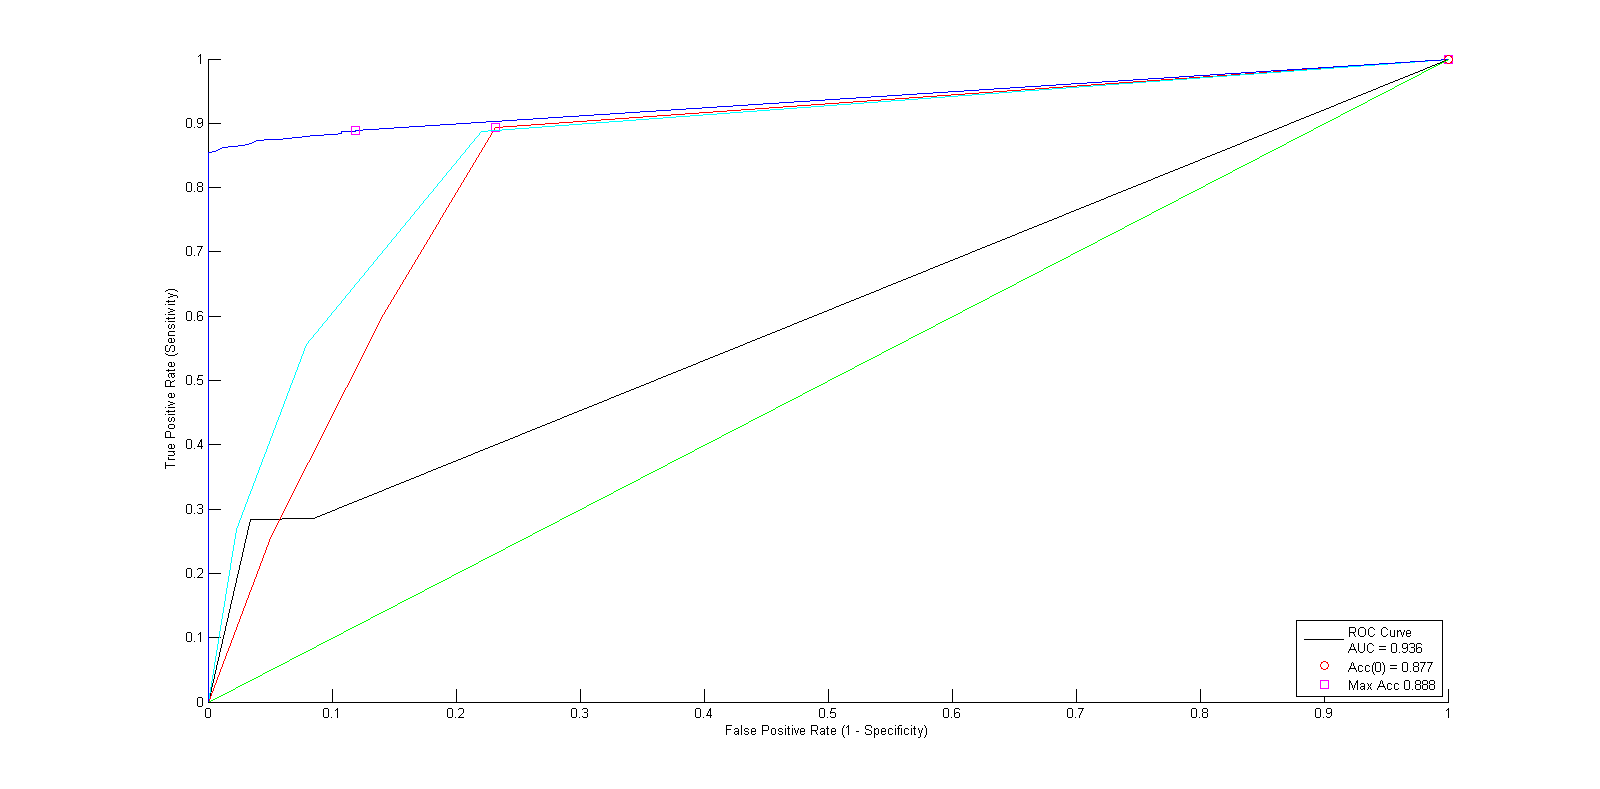 1
0.9
0.8
0.7
0.6
0.5
0.4
0.3
0.2
0.1
0
True Positive Rate (Sensitivity)
ROC Curve
AUC = 0.936
Acc(0) = 0.877
Max Acc 0.888
0 0.1 0.2 0.3 0.4 0.5 0.6 0.7 0.8 0.9 1
False Positive Rate (1 - Specificity)